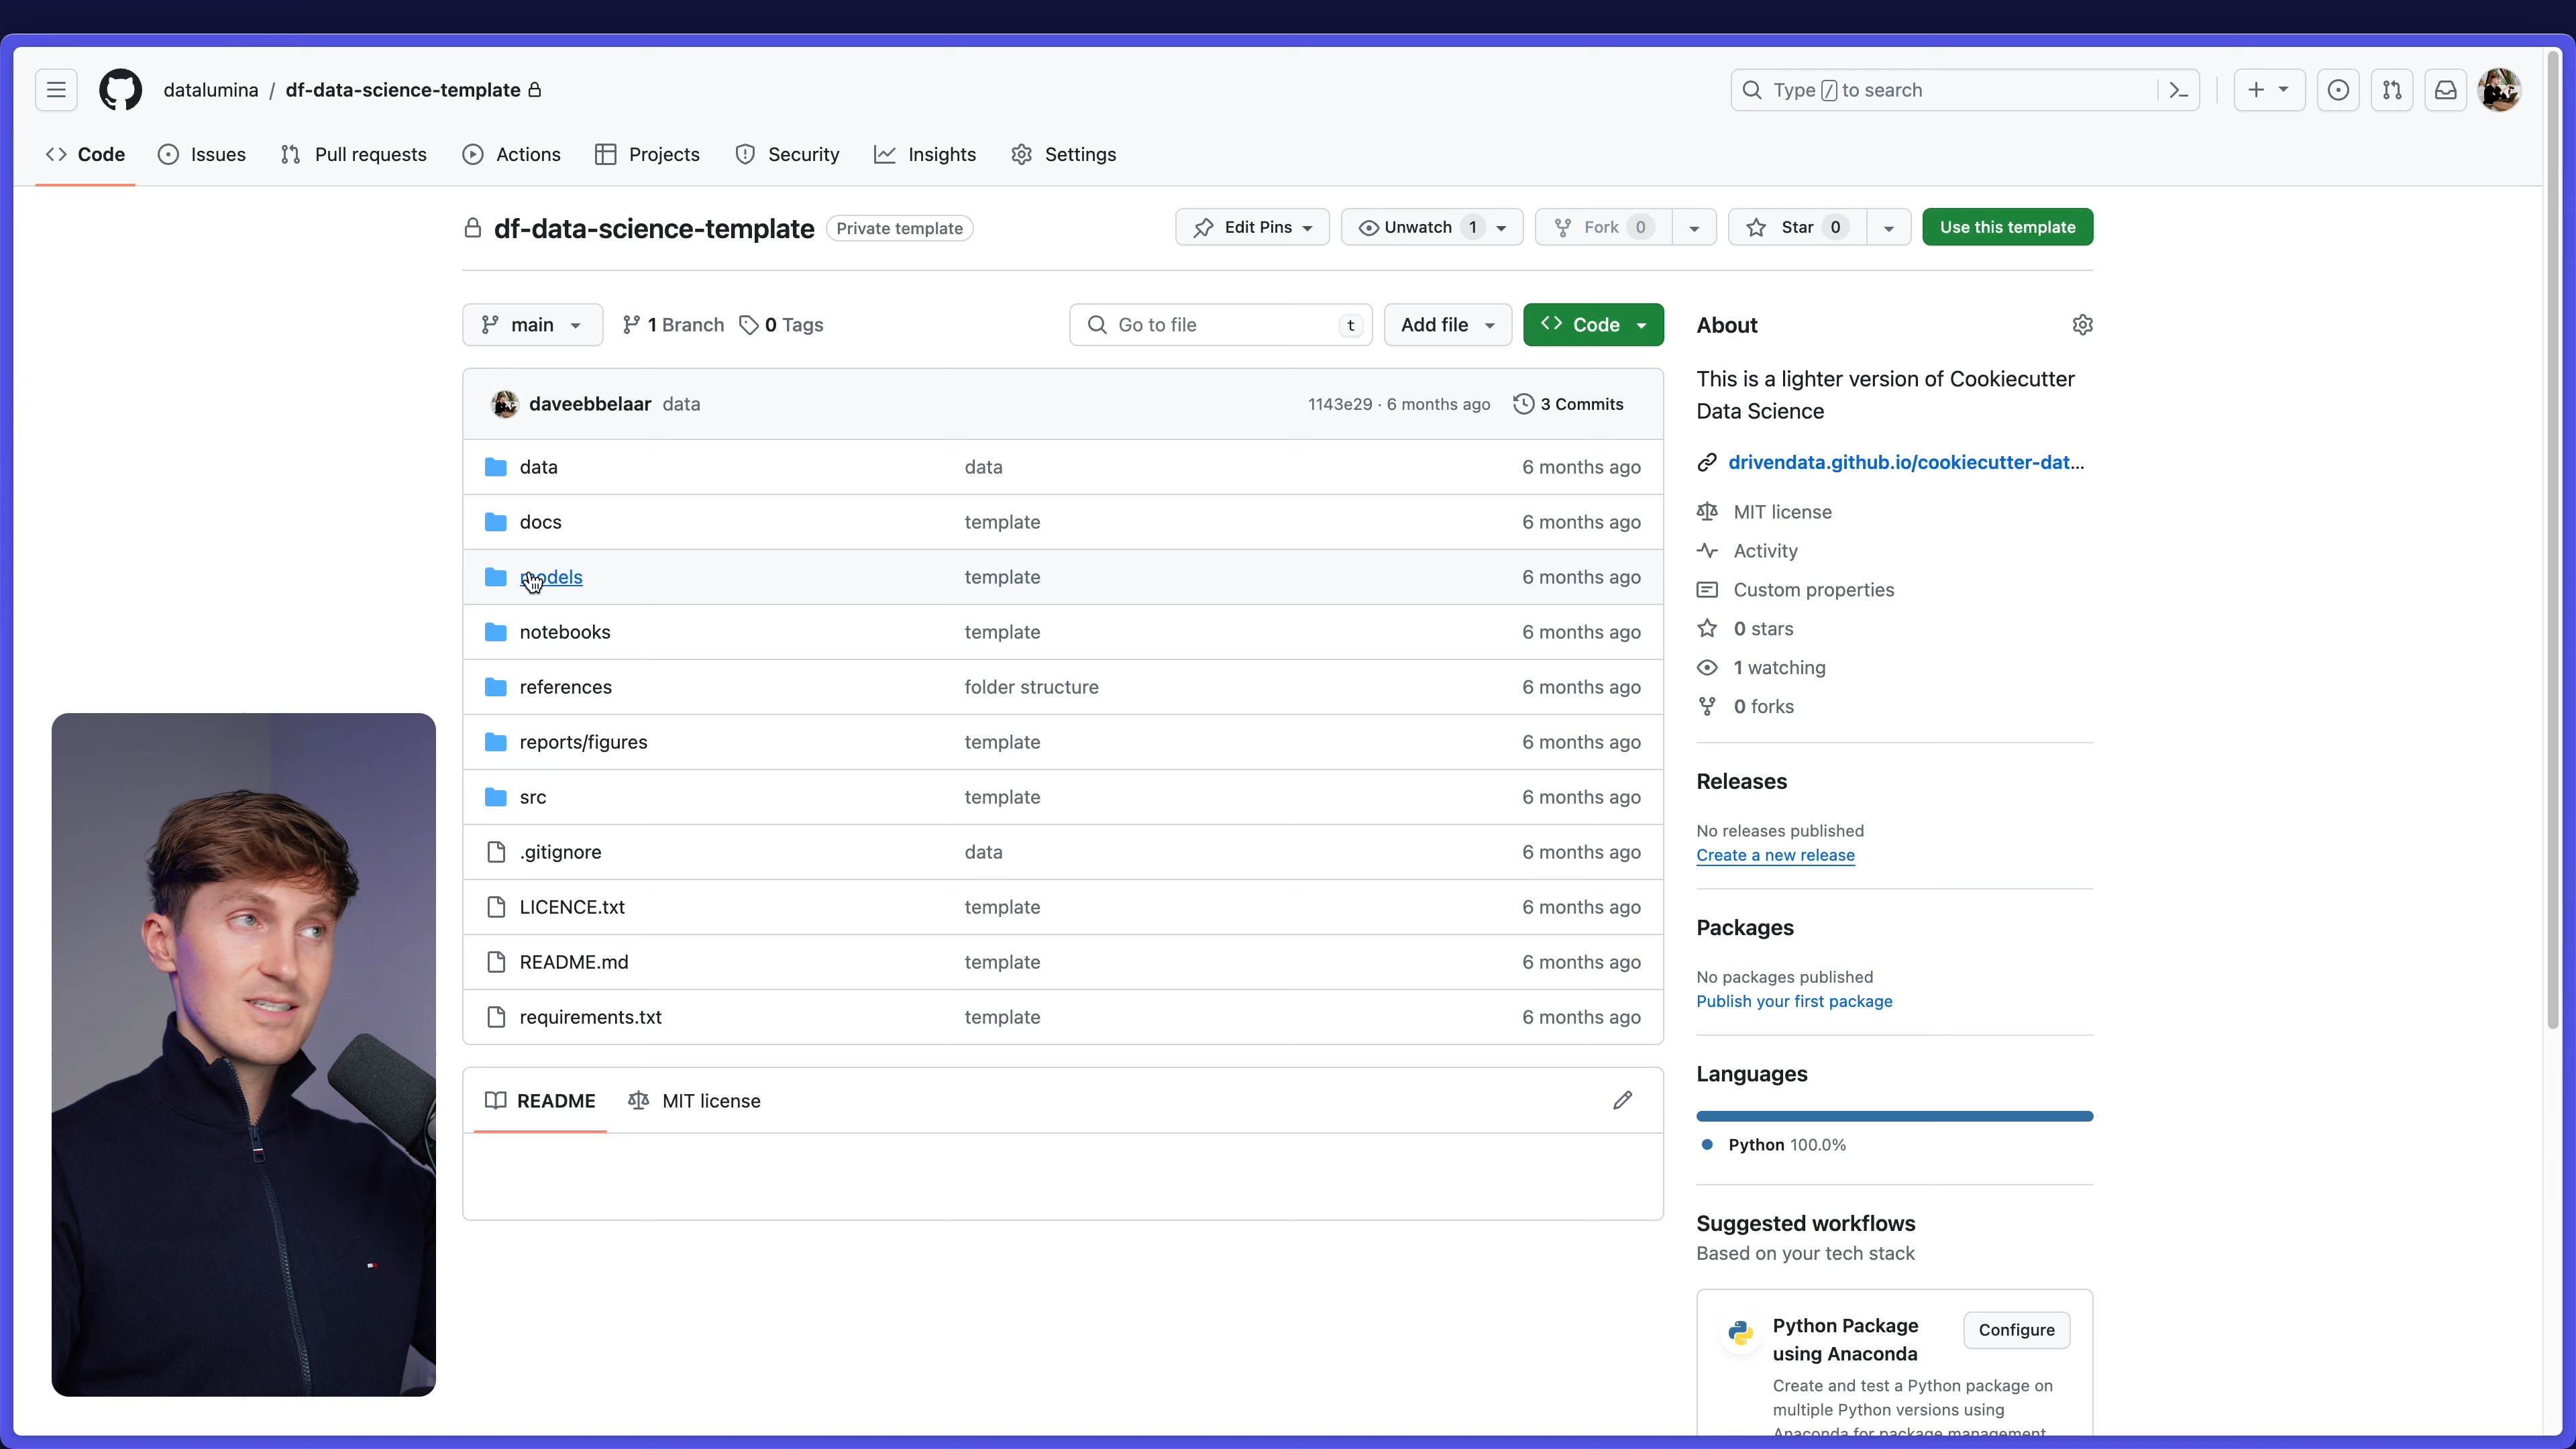 datalumina / df-data-science-template
Type / to search
Code
Issues
Pull requests
Actions
Projects
Security
Insights
Settings
df-data-science-template Private template
Edit Pins
Unwatch 1
Fork 0
Star 0
Use this template
main
1 Branch
0 Tags
Go to file t
Add file
Code
daveebbelaar data 1143e29 · 6 months ago 3 Commits
data data 6 months ago
docs template 6 months ago
models template 6 months ago
notebooks template 6 months ago
references folder structure 6 months ago
reports/figures template 6 months ago
src template 6 months ago
.gitignore data 6 months ago
LICENCE.txt template 6 months ago
README.md template 6 months ago
requirements.txt template 6 months ago
README MIT license
About
This is a lighter version of Cookiecutter
Data Science
drivendata.github.io/cookiecutter-dat...
MIT license
Activity
Custom properties
0 stars
1 watching
0 forks
Releases
No releases published
Create a new release
Packages
No packages published
Publish your first package
Languages
Python 100.0%
Suggested workflows
Based on your tech stack
Python Package
using Anaconda
Configure
Create and test a Python package on
multiple Python versions using
Anaconda for package management